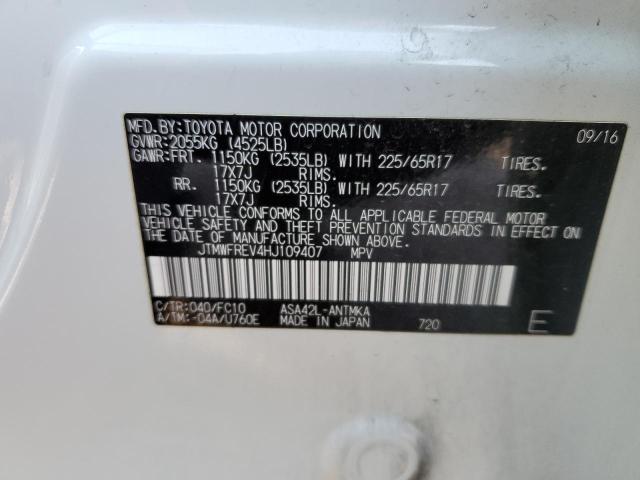 MFD.BY:TOYOTA MOTOR CORPORATION 09/16
GVWR:2055KG (4525LB)
GAWR:FRT. 1150KG (2535LB) WITH 225/65R17 TIRES.
17X7J RIMS.
RR. 1150KG (2535LB) WITH 225/65R17 TIRES.
17X7J RIMS.
THIS VEHICLE CONFORMS TO ALL APPLICABLE FEDERAL MOTOR
VEHICLE SAFETY AND THEFT PREVENTION STANDARDS IN EFFECT ON
THE DATE OF MANUFACTURE SHOWN ABOVE.
JTMWFREV4HJ109407 MPV
C/TR:040/FC10 ASA42L-ANTMKA
A/TM:-04A/U760E MADE IN JAPAN 720 E